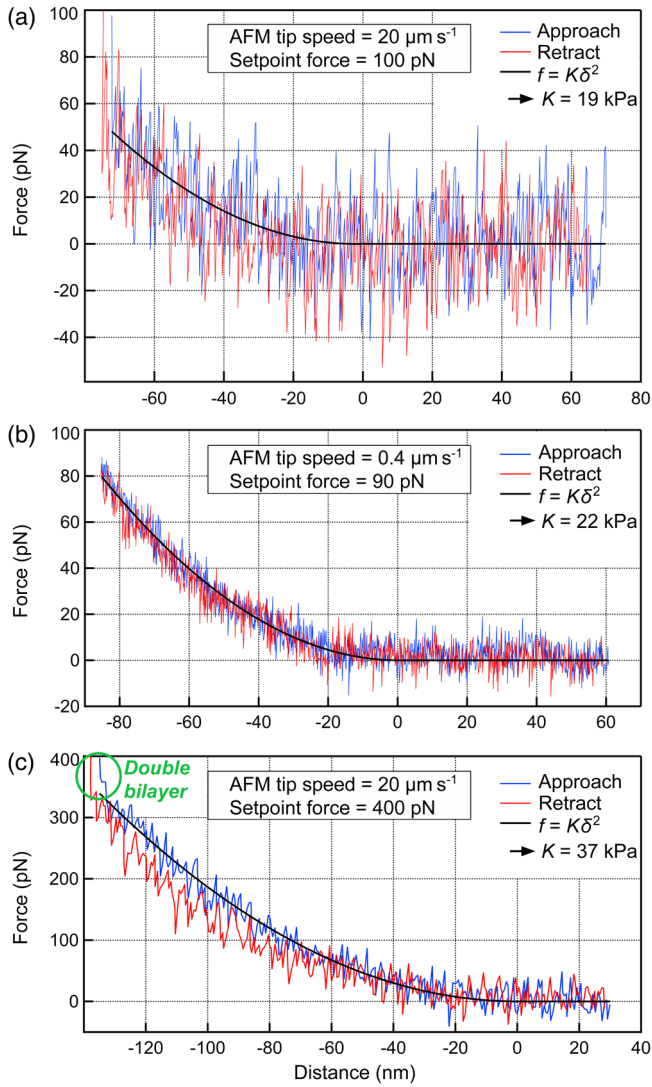 (a)
100
80
60
40
20
0
-20
-40
Force (pN)
AFM tip speed = 20 μm s⁻¹
Setpoint force = 100 pN
Approach
Retract
f = Kδ²
→ K = 19 kPa
-60 -40 -20 0 20 40 60 80
(b)
100
80
60
40
20
0
-20
Force (pN)
AFM tip speed = 0.4 μm s⁻¹
Setpoint force = 90 pN
Approach
Retract
f = Kδ²
→ K = 22 kPa
-80 -60 -40 -20 0 20 40 60
(c)
400
300
200
100
0
Force (pN)
Double
bilayer
AFM tip speed = 20 μm s⁻¹
Setpoint force = 400 pN
Approach
Retract
f = Kδ²
→ K = 37 kPa
-120 -100 -80 -60 -40 -20 0 20 40
Distance (nm)